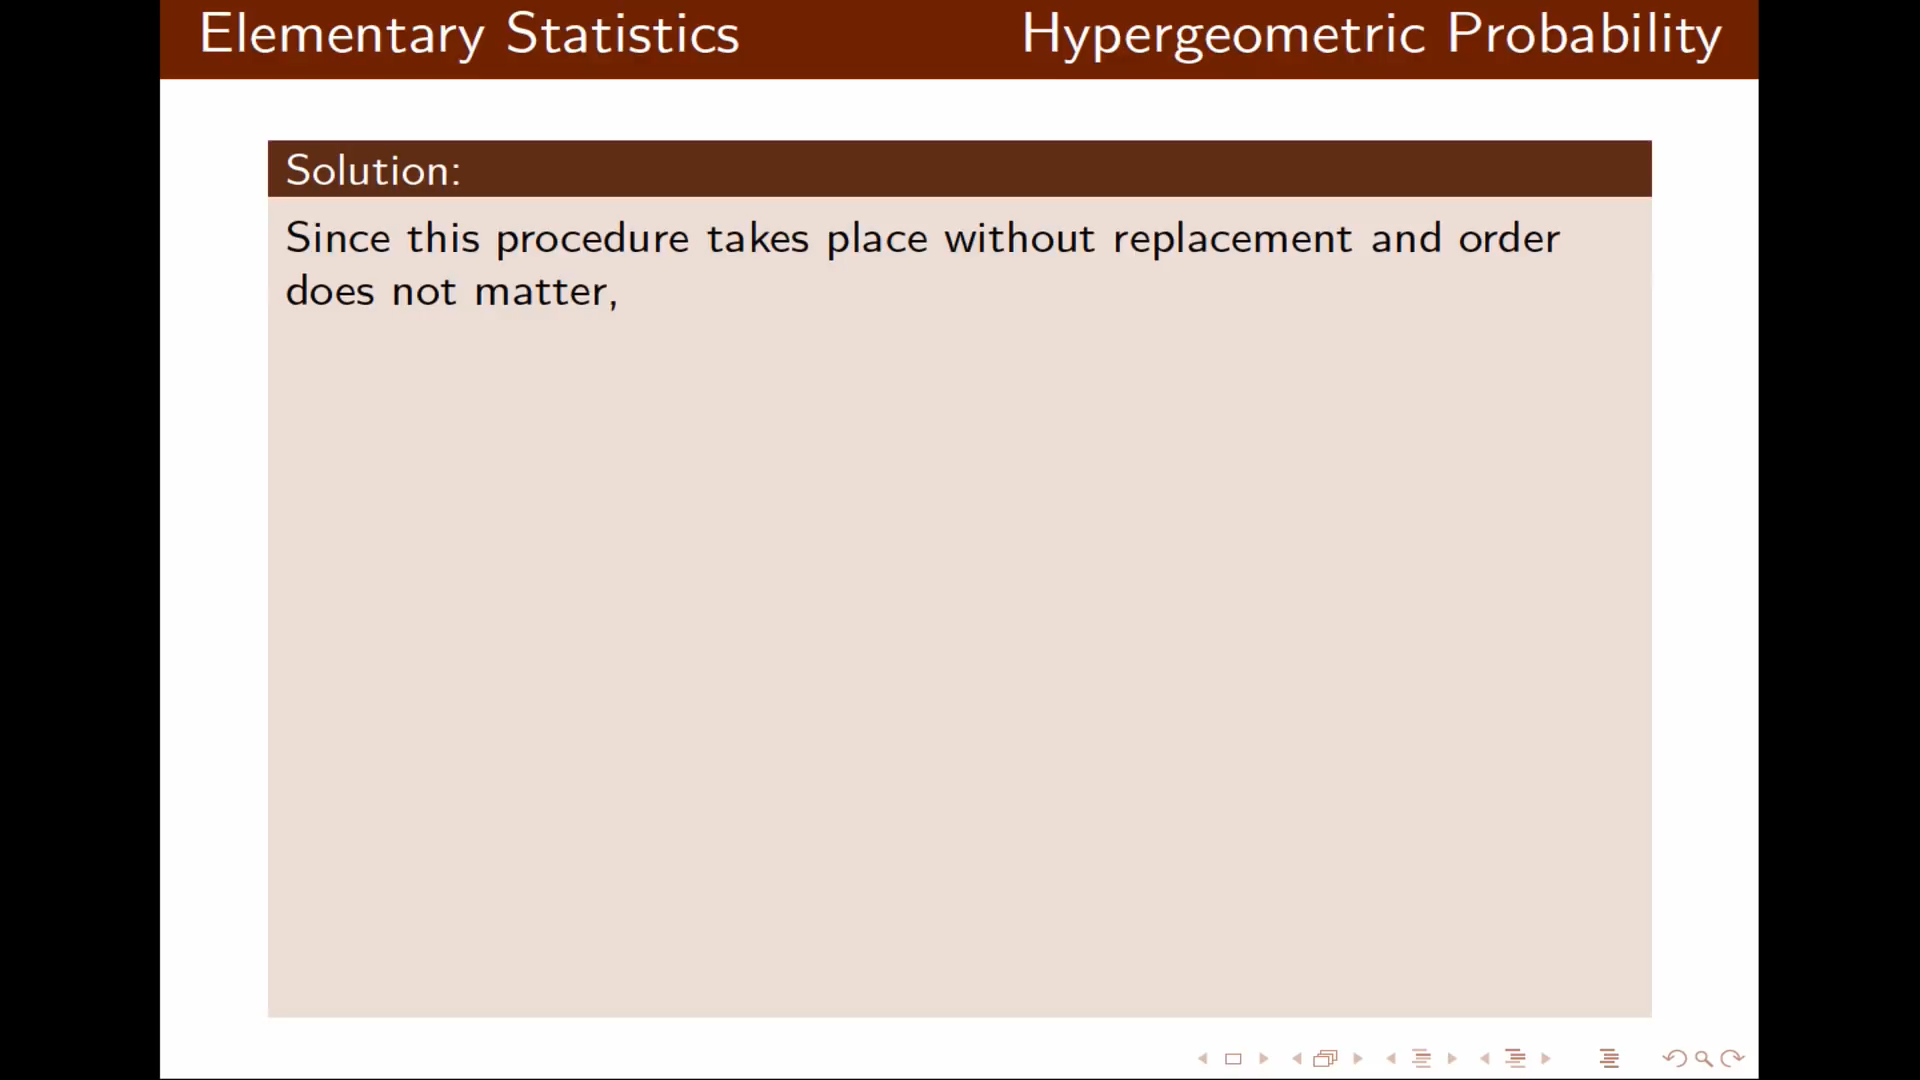 Elementary Statistics Hypergeometric Probability
Solution:
Since this procedure takes place without replacement and order
does not matter,